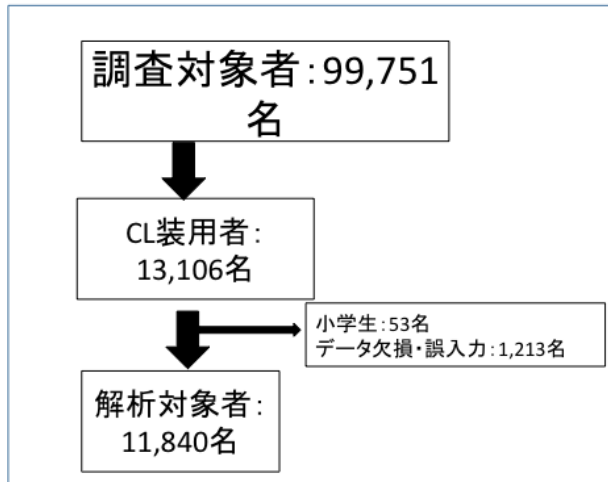 調査対象者：99,751
名
CL装用者：
13,106名
小学生：53名
データ欠損・誤入力：1,213名
解析対象者：
11,840名